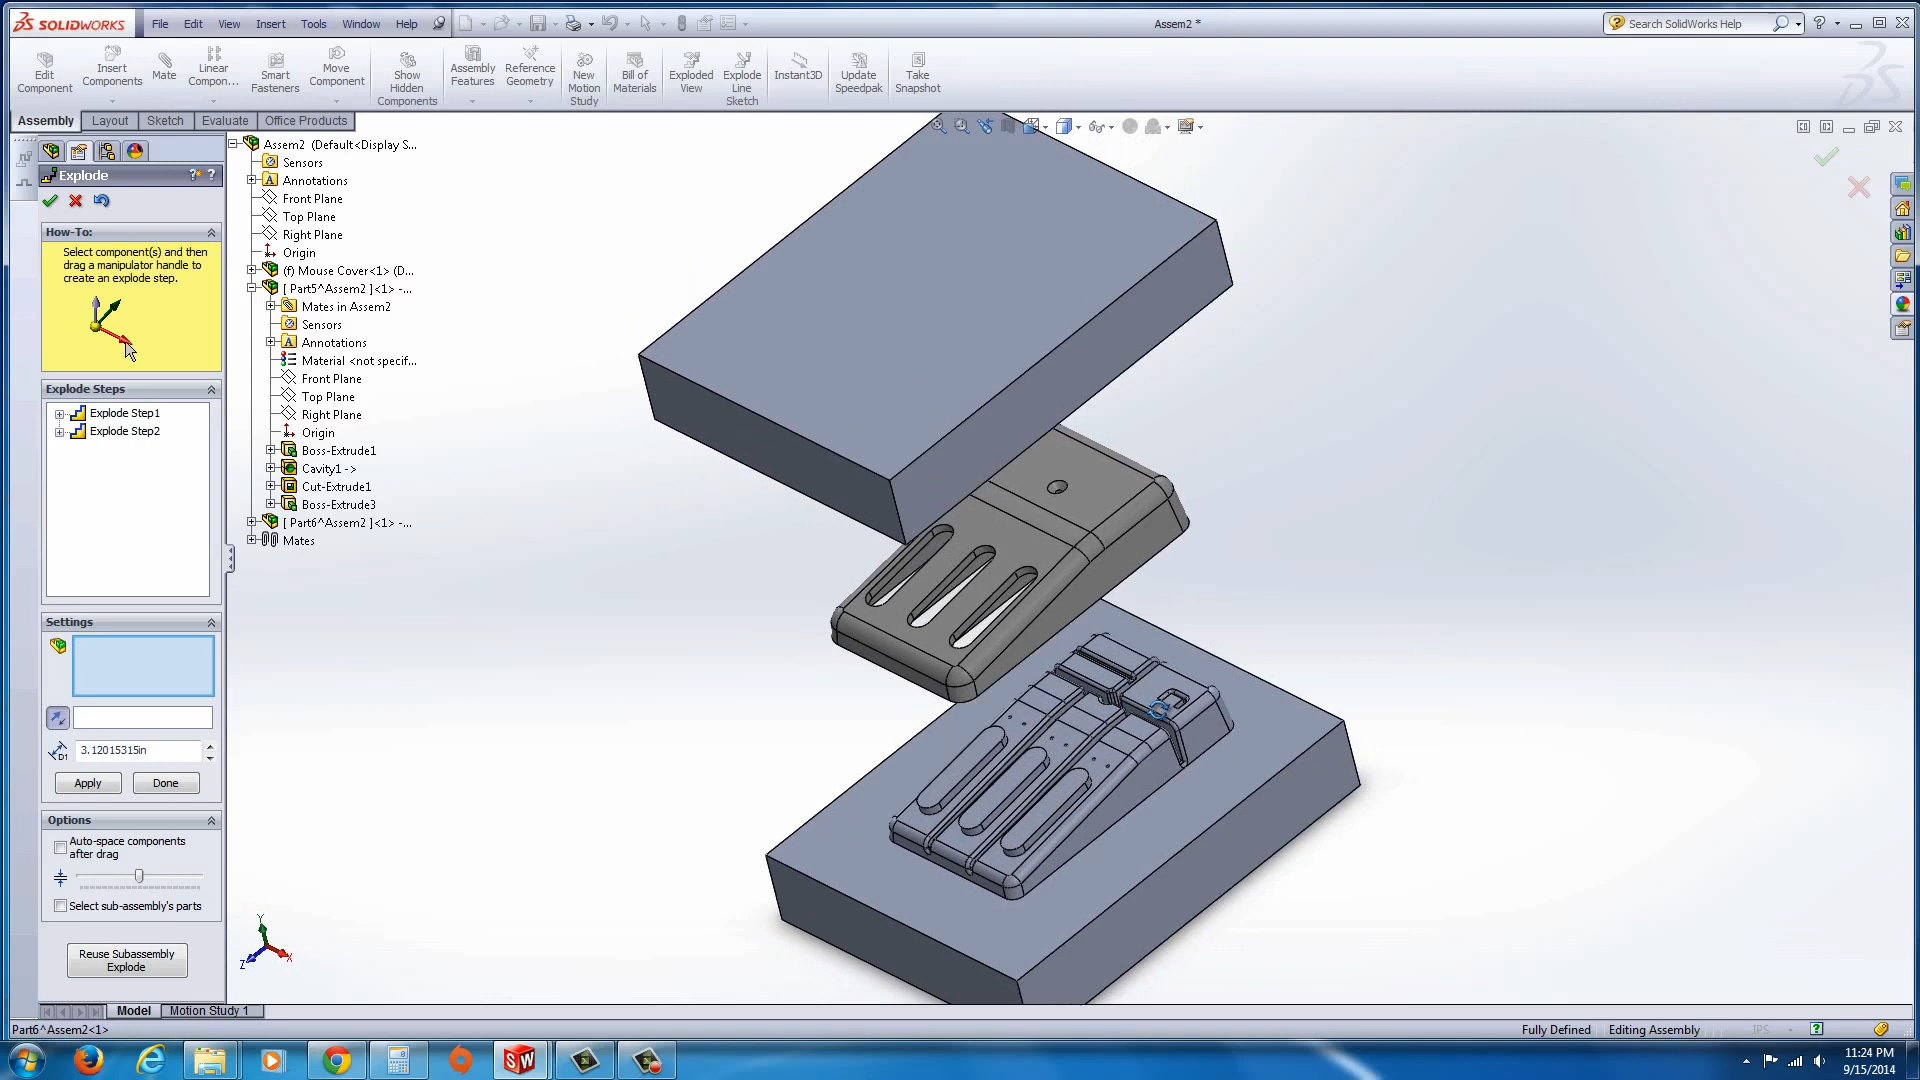 SOLIDWORKS
File Edit View Insert Tools Window Help
Assem2 *
Search SolidWorks Help
Edit Component
Insert Components
Mate
Linear Compon...
Smart Fasteners
Move Component
Show Hidden Components
Assembly Features
Reference Geometry
New Motion Study
Bill of Materials
Exploded View
Explode Line Sketch
Instant3D
Update Speedpak
Take Snapshot
Assembly Layout Sketch Evaluate Office Products
Explode
How-To:
Select component(s) and then
drag a manipulator handle to
create an explode step.
Explode Steps
Explode Step1
Explode Step2
Settings
D1
3.12015315in
Apply Done
Options
Auto-space components
after drag
Select sub-assembly's parts
Reuse Subassembly
Explode
Assem2 (Default<Display S...
Sensors
Annotations
Front Plane
Top Plane
Right Plane
Origin
(f) Mouse Cover<1> (D...
[ Part5^Assem2 ]<1> -...
Mates in Assem2
Sensors
Annotations
Material <not specif...
Front Plane
Top Plane
Right Plane
Origin
Boss-Extrude1
Cavity1 ->
Cut-Extrude1
Boss-Extrude3
[ Part6^Assem2 ]<1> -...
Mates
Y
Z
X
Model Motion Study 1
Part6^Assem2<1>
Fully Defined Editing Assembly IPS
SW
11:24 PM
9/15/2014